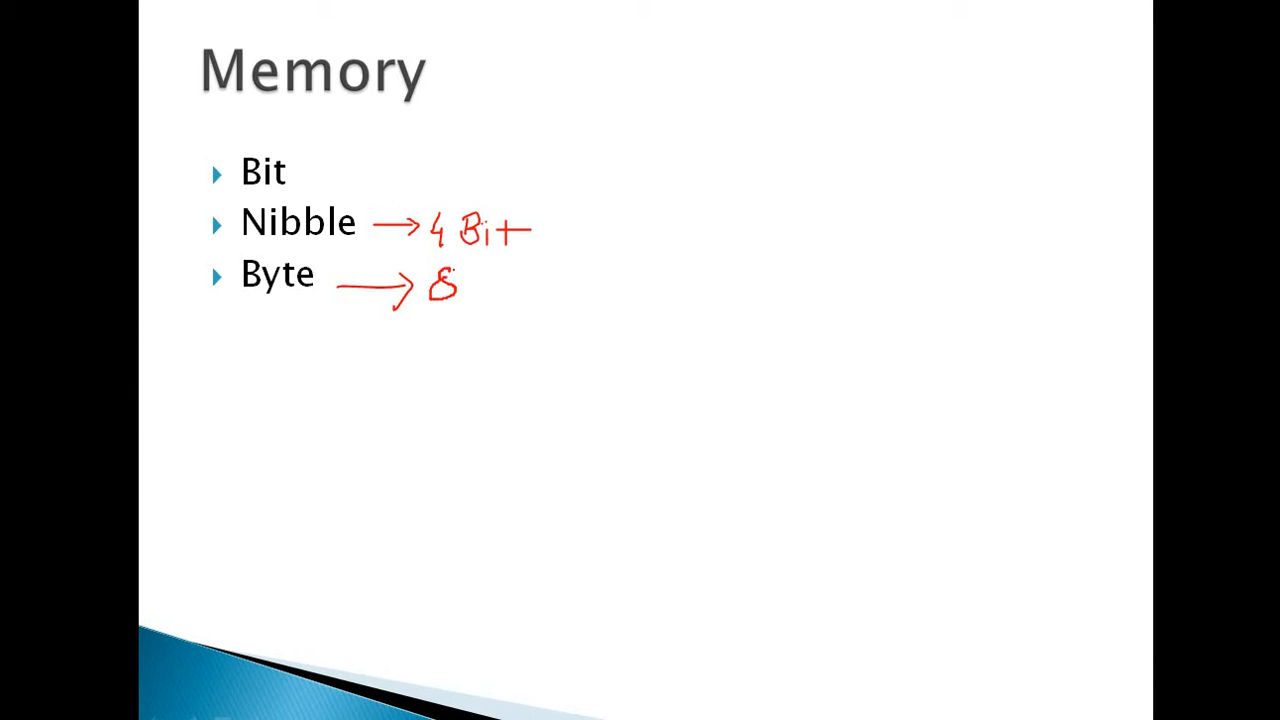 Memory
Bit
Nibble → 4 Bit
Byte → 8